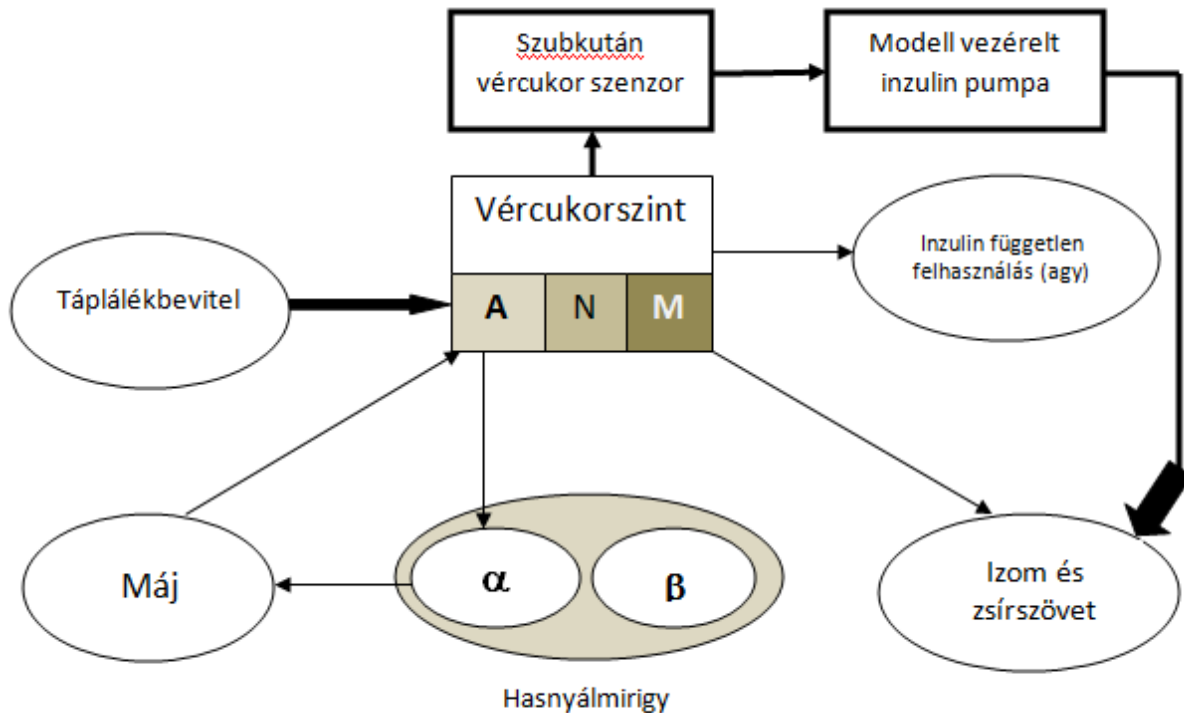 Szubkután
vércukor szenzor
Modell vezérelt
inzulin pumpa
Vércukorszint
A N M
Inzulin független
felhasználás (agy)
Táplálékbevitel
Máj
α
β
Izom és
zsírszövet
Hasnyálmirigy